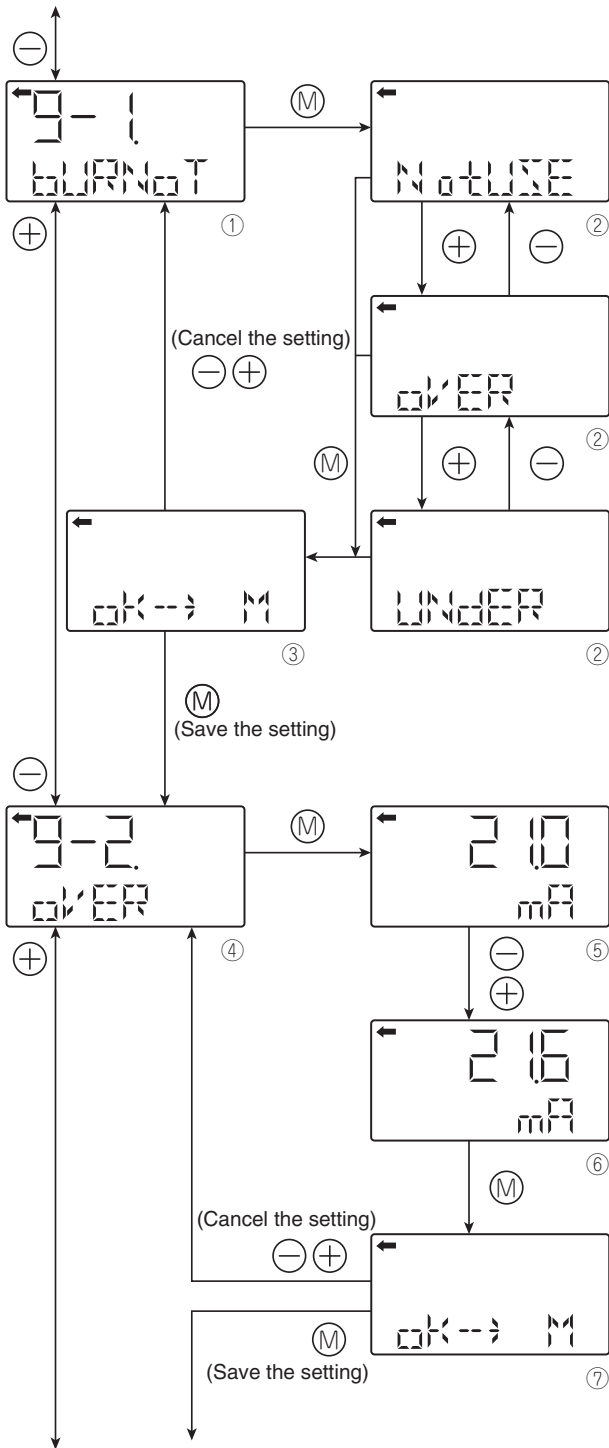 ⊖
9-1.
bURNoT
①
Ⓜ
NotUSE
②
⊕
⊕ ⊖
(Cancel the setting)
⊖ ⊕
oVER
②
Ⓜ
⊕ ⊖
oK--→ M
③
UNdER
②
Ⓜ
(Save the setting)
⊖
9-2.
oVER
④
Ⓜ
21.0
mA
⑤
⊕
⊖
⊕
21.6
mA
⑥
Ⓜ
(Cancel the setting)
⊖ ⊕
oK--→ M
⑦
Ⓜ
(Save the setting)